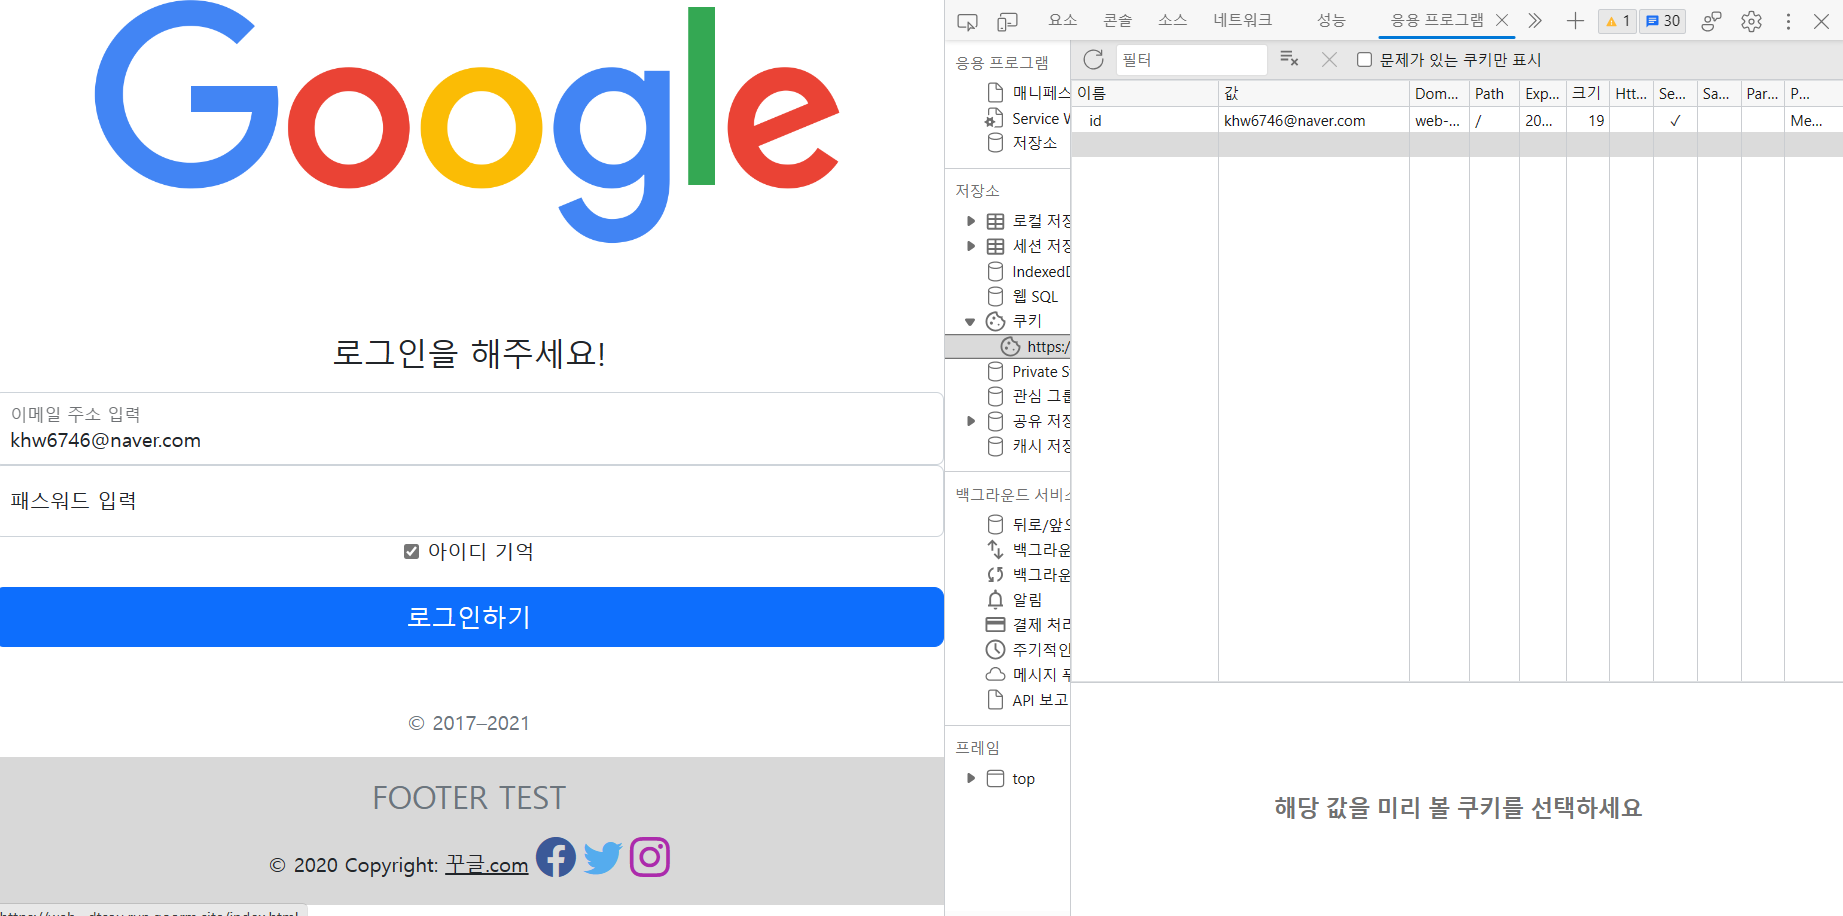 Google
로그인을 해주세요!
이메일 주소 입력
khw6746@naver.com
패스워드 입력
아이디 기억
로그인하기
© 2017–2021
FOOTER TEST
© 2020 Copyright: 꾸글.com
요소 콘솔 소스 네트워크 성능 응용 프로그램 1 30
응용 프로그램
매니페스
Service W
저장소
저장소
로컬 저장
세션 저장
IndexedD
웹 SQL
쿠키
https:/
Private S
관심 그룹
공유 저장
캐시 저장
백그라운드 서비스
뒤로/앞으
백그라운
백그라운
알림
결제 처리
주기적인
메시지 푸
API 보고
프레임
top
필터 문제가 있는 쿠키만 표시
이름 값 Dom... Path Exp... 크기 Htt... Se... Sa... Par... P...
id khw6746@naver.com web-... / 20... 19 ✓ Me...
해당 값을 미리 볼 쿠키를 선택하세요